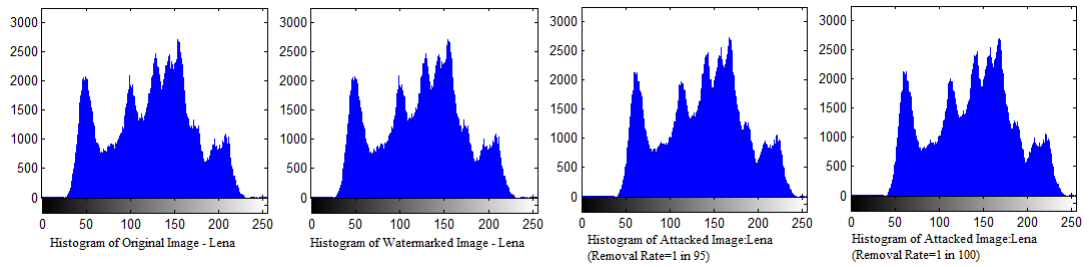 3000
2500
2000
1500
1000
500
0
0 50 100 150 200 250
Histogram of Original Image - Lena
3000
2500
2000
1500
1000
500
0
0 50 100 150 200 250
Histogram of Watermarked Image - Lena
3000
2500
2000
1500
1000
500
0
0 50 100 150 200 250
Histogram of Attacked Image:Lena
(Removal Rate=1 in 95)
3000
2500
2000
1500
1000
500
0
0 50 100 150 200 250
Histogram of Attacked Image:Lena
(Removal Rate=1 in 100)